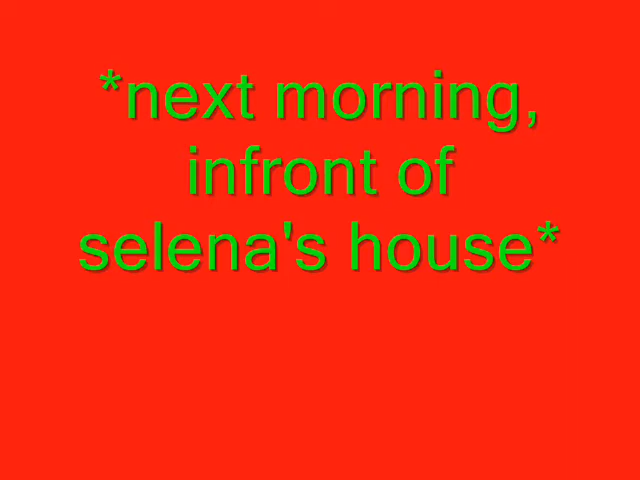 *next morning,
infront of
selena's house*